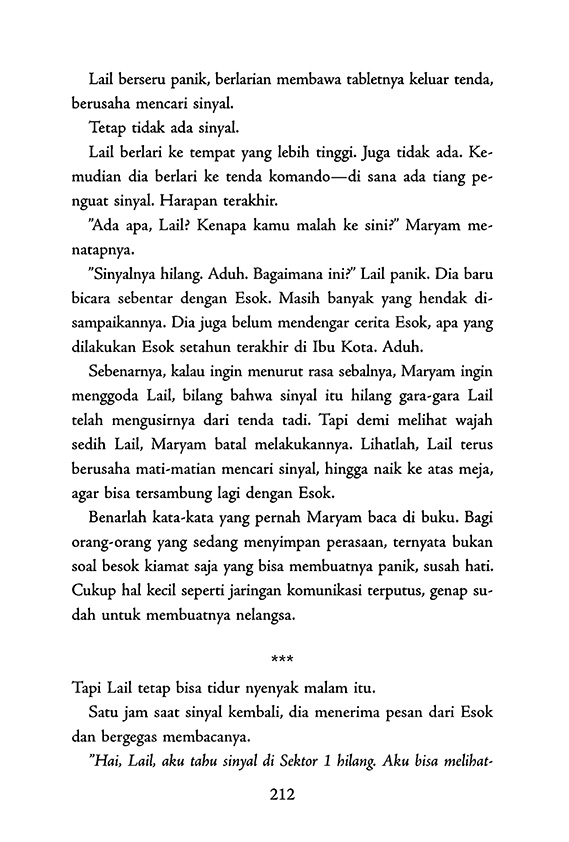 Lail berseru panik, berlarian membawa tabletnya keluar tenda,
berusaha mencari sinyal.
Tetap tidak ada sinyal.
Lail berlari ke tempat yang lebih tinggi. Juga tidak ada. Ke-
mudian dia berlari ke tenda komando—di sana ada tiang pe-
nguat sinyal. Harapan terakhir.
”Ada apa, Lail? Kenapa kamu malah ke sini?” Maryam me-
natapnya.
”Sinyalnya hilang. Aduh. Bagaimana ini?” Lail panik. Dia baru
bicara sebentar dengan Esok. Masih banyak yang hendak di-
sampaikannya. Dia juga belum mendengar cerita Esok, apa yang
dilakukan Esok setahun terakhir di Ibu Kota. Aduh.
Sebenarnya, kalau ingin menurut rasa sebalnya, Maryam ingin
menggoda Lail, bilang bahwa sinyal itu hilang gara-gara Lail
telah mengusirnya dari tenda tadi. Tapi demi melihat wajah
sedih Lail, Maryam batal melakukannya. Lihatlah, Lail terus
berusaha mati-matian mencari sinyal, hingga naik ke atas meja,
agar bisa tersambung lagi dengan Esok.
Benarlah kata-kata yang pernah Maryam baca di buku. Bagi
orang-orang yang sedang menyimpan perasaan, ternyata bukan
soal besok kiamat saja yang bisa membuatnya panik, susah hati.
Cukup hal kecil seperti jaringan komunikasi terputus, genap su-
dah untuk membuatnya nelangsa.
***
Tapi Lail tetap bisa tidur nyenyak malam itu.
Satu jam saat sinyal kembali, dia menerima pesan dari Esok
dan bergegas membacanya.
”Hai, Lail, aku tahu sinyal di Sektor 1 hilang. Aku bisa melihat-
212